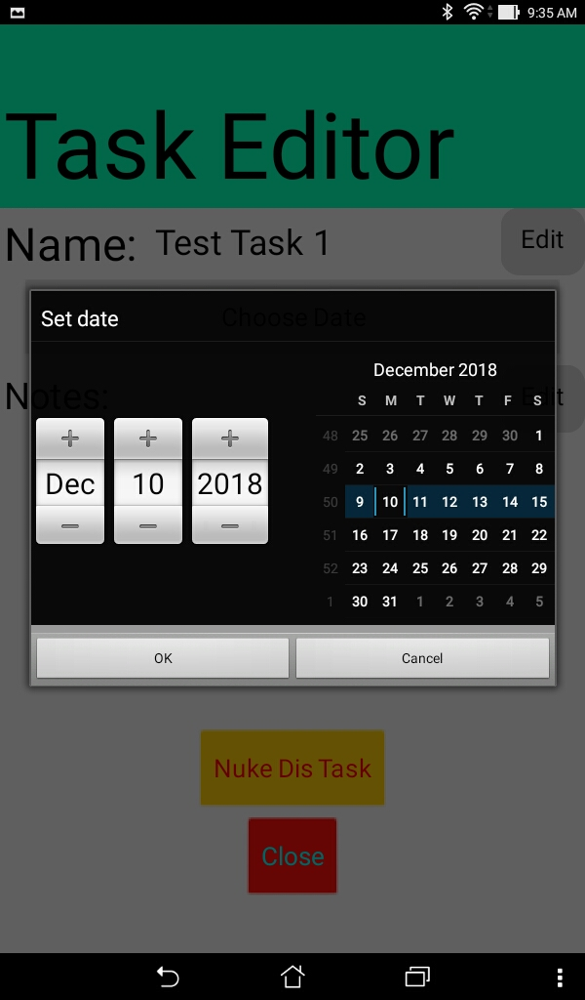 9:35 AM
Task Editor
Name: Test Task 1 Edit
Choose Date
Set date
Notes: Edit
December 2018
S M T W T F S
48 25 26 27 28 29 30 1
49 2 3 4 5 6 7 8
50 9 10 11 12 13 14 15
51 16 17 18 19 20 21 22
52 23 24 25 26 27 28 29
1 30 31 1 2 3 4 5
+ + +
Dec 10 2018
− − −
OK Cancel
Nuke Dis Task
Close